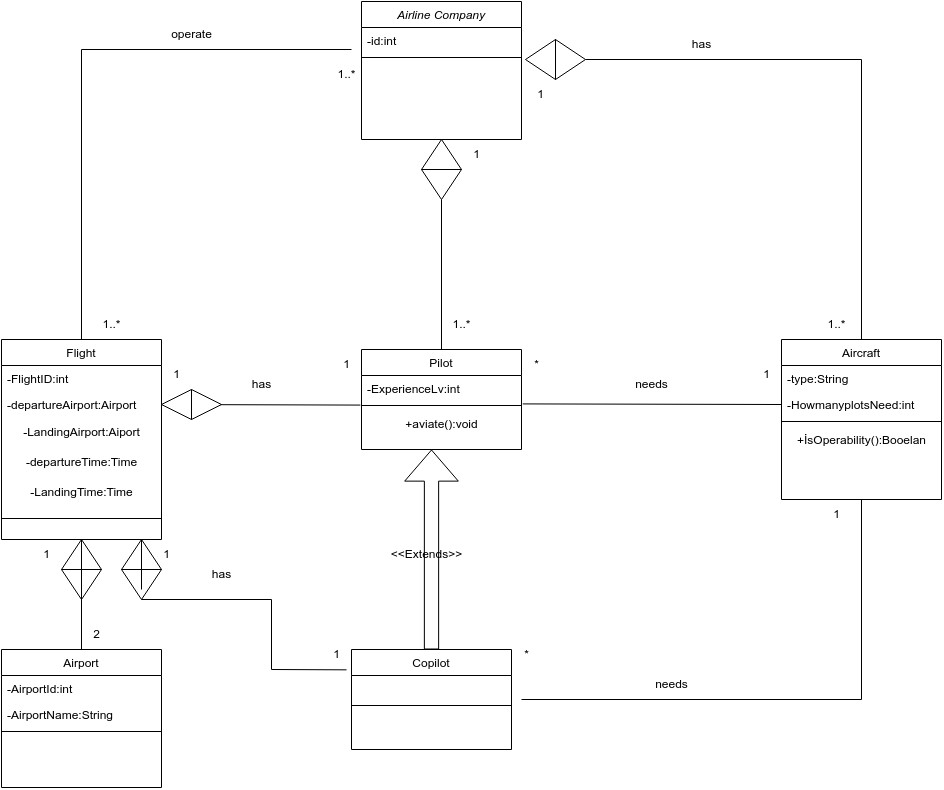 Airline Company
-id:int
operate
has
1..*
1
1
1..*
1..*
1..*
Flight
-FlightID:int
-departureAirport:Airport
-LandingAirport:Aiport
-departureTime:Time
-LandingTime:Time
1
has
1
Pilot
-ExperienceLv:int
+aviate():void
*
needs
1
Aircraft
-type:String
-HowmanyplotsNeed:int
+İsOperability():Booelan
1
1
1
has
<<Extends>>
2
1
*
needs
Airport
-AirportId:int
-AirportName:String
Copilot